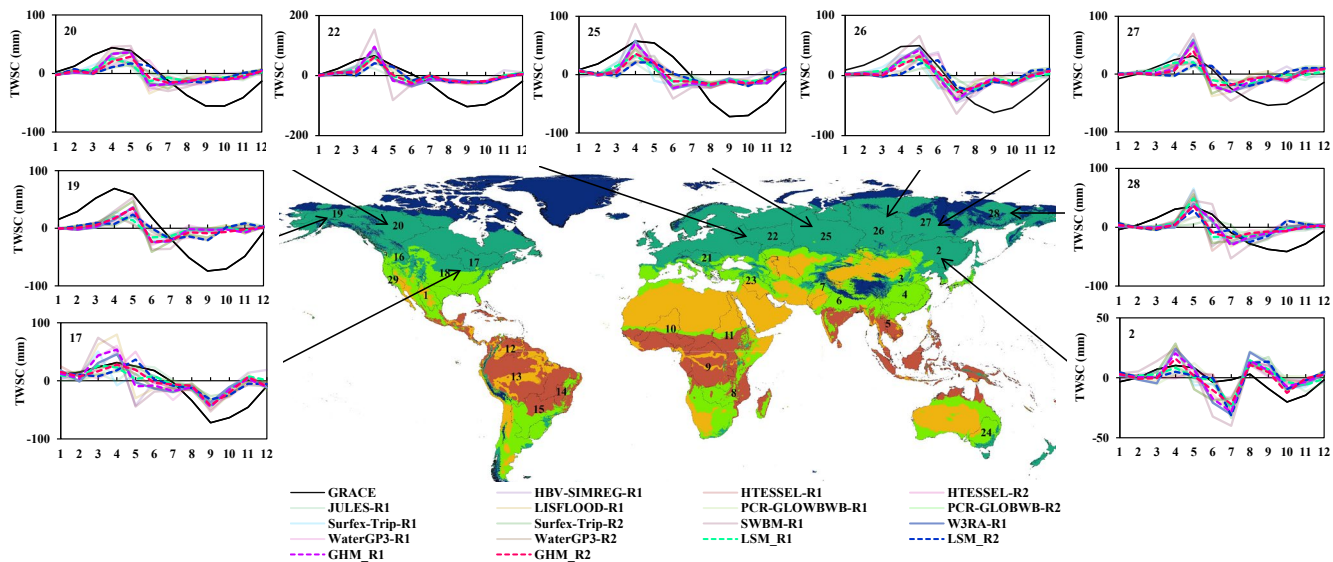 20
TWSC (mm)
100
0
-100
1 2 3 4 5 6 7 8 9 10 11 12
22
TWSC (mm)
200
0
-200
1 2 3 4 5 6 7 8 9 10 11 12
25
TWSC (mm)
100
0
-100
1 2 3 4 5 6 7 8 9 10 11 12
26
TWSC (mm)
100
0
-100
1 2 3 4 5 6 7 8 9 10 11 12
27
TWSC (mm)
100
0
-100
1 2 3 4 5 6 7 8 9 10 11 12
19
TWSC (mm)
100
0
-100
1 2 3 4 5 6 7 8 9 10 11 12
28
TWSC (mm)
100
0
-100
1 2 3 4 5 6 7 8 9 10 11 12
17
TWSC (mm)
100
0
-100
1 2 3 4 5 6 7 8 9 10 11 12
2
TWSC (mm)
50
0
-50
1 2 3 4 5 6 7 8 9 10 11 12
19 28
20 27
22 25 26
2
16 17 21
18 29 23 3
1 7 4
6
10 11 5
12
13 9
14 8
15
24
GRACE HBV-SIMREG-R1 HTESSEL-R1 HTESSEL-R2
JULES-R1 LISFLOOD-R1 PCR-GLOWBWB-R1 PCR-GLOBWB-R2
Surfex-Trip-R1 Surfex-Trip-R2 SWBM-R1 W3RA-R1
WaterGP3-R1 WaterGP3-R2 LSM_R1 LSM_R2
GHM_R1 GHM_R2